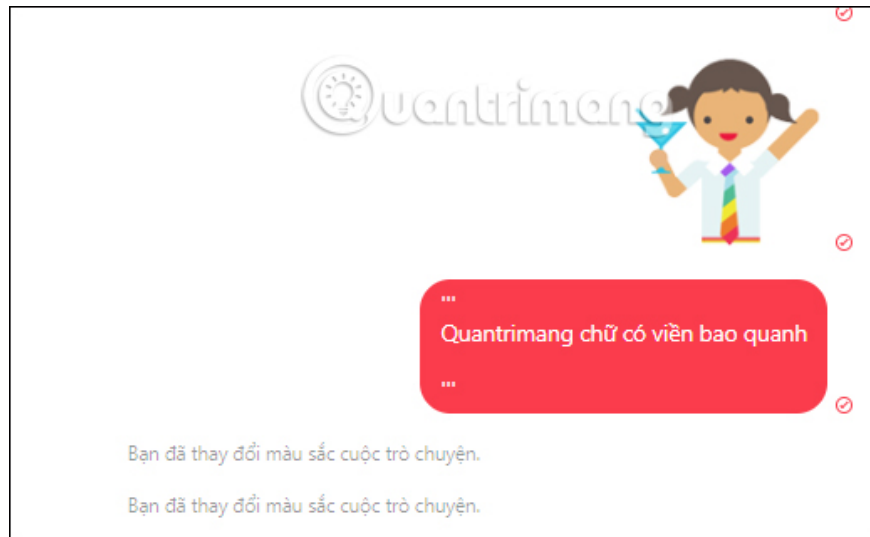 Quantrimang
'''
Quantrimang chữ có viền bao quanh
'''
Bạn đã thay đổi màu sắc cuộc trò chuyện.
Bạn đã thay đổi màu sắc cuộc trò chuyện.